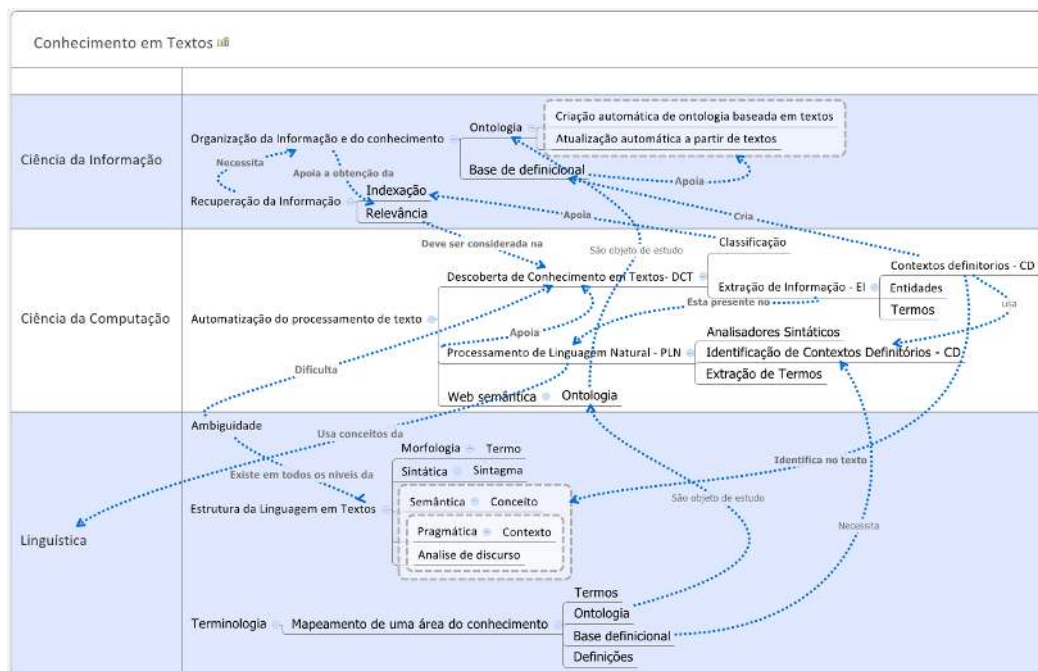 Conhecimento em Textos
Ciência da Informação
Organização da Informação e do conhecimento
Ontologia
Criação automática de ontologia baseada em textos
Atualização automática a partir de textos
Base de definicional
Apoia
Necessita
Apoia a obtenção da
Recuperação da Informação
Indexação
Relevância
Apoia
Cria
Ciência da Computação
Deve ser considerada na
São objeto de estudo
Classificação
Automatização do processamento de texto
Descoberta de Conhecimento em Textos- DCT
Extração de Informação - EI
Contextos definitorios - CD
Entidades
Termos
usa
Esta presente no
Apoia
Processamento de Linguagem Natural - PLN
Analisadores Sintáticos
Identificação de Contextos Definitórios - CD
Extração de Termos
Dificulta
Web semântica
Ontologia
Linguística
Ambiguidade
Usa conceitos da
Existe em todos os níveis da
Estrutura da Linguagem em Textos
Morfologia
Termo
Sintática
Sintagma
Semântica
Conceito
Pragmática
Contexto
Analise de discurso
Identifica no texto
São objeto de estudo
Necessita
Terminologia
Mapeamento de uma área do conhecimento
Termos
Ontologia
Base definicional
Definições